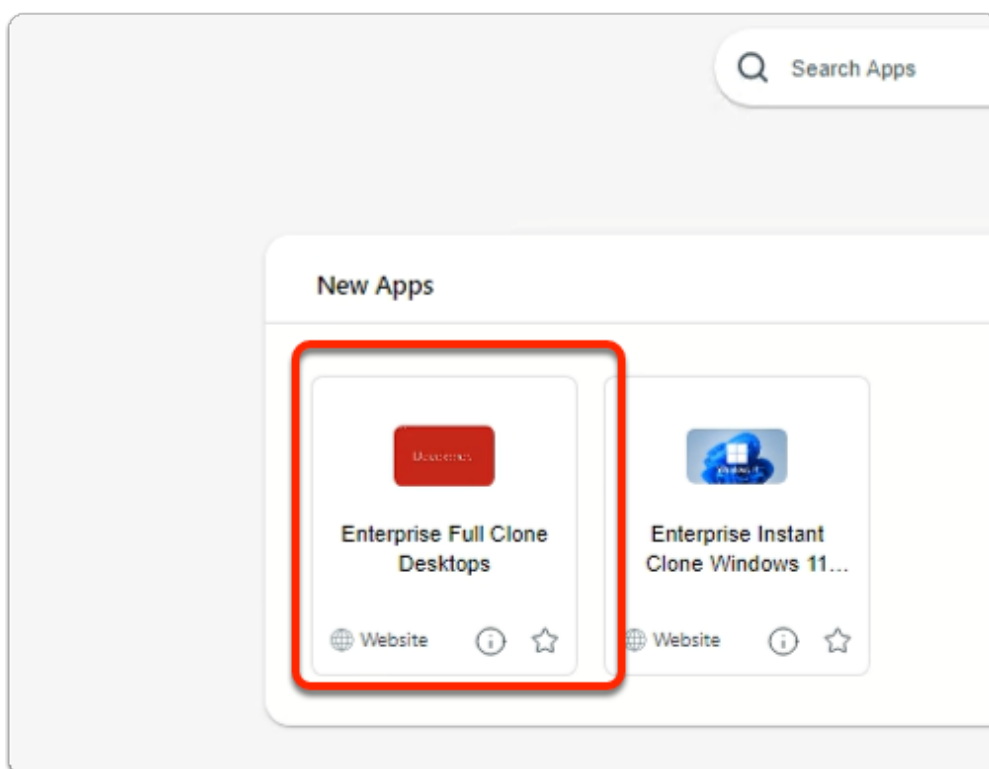 Search Apps
New Apps
Enterprise Full Clone
Desktops
Enterprise Instant
Clone Windows 11...
Website
Website